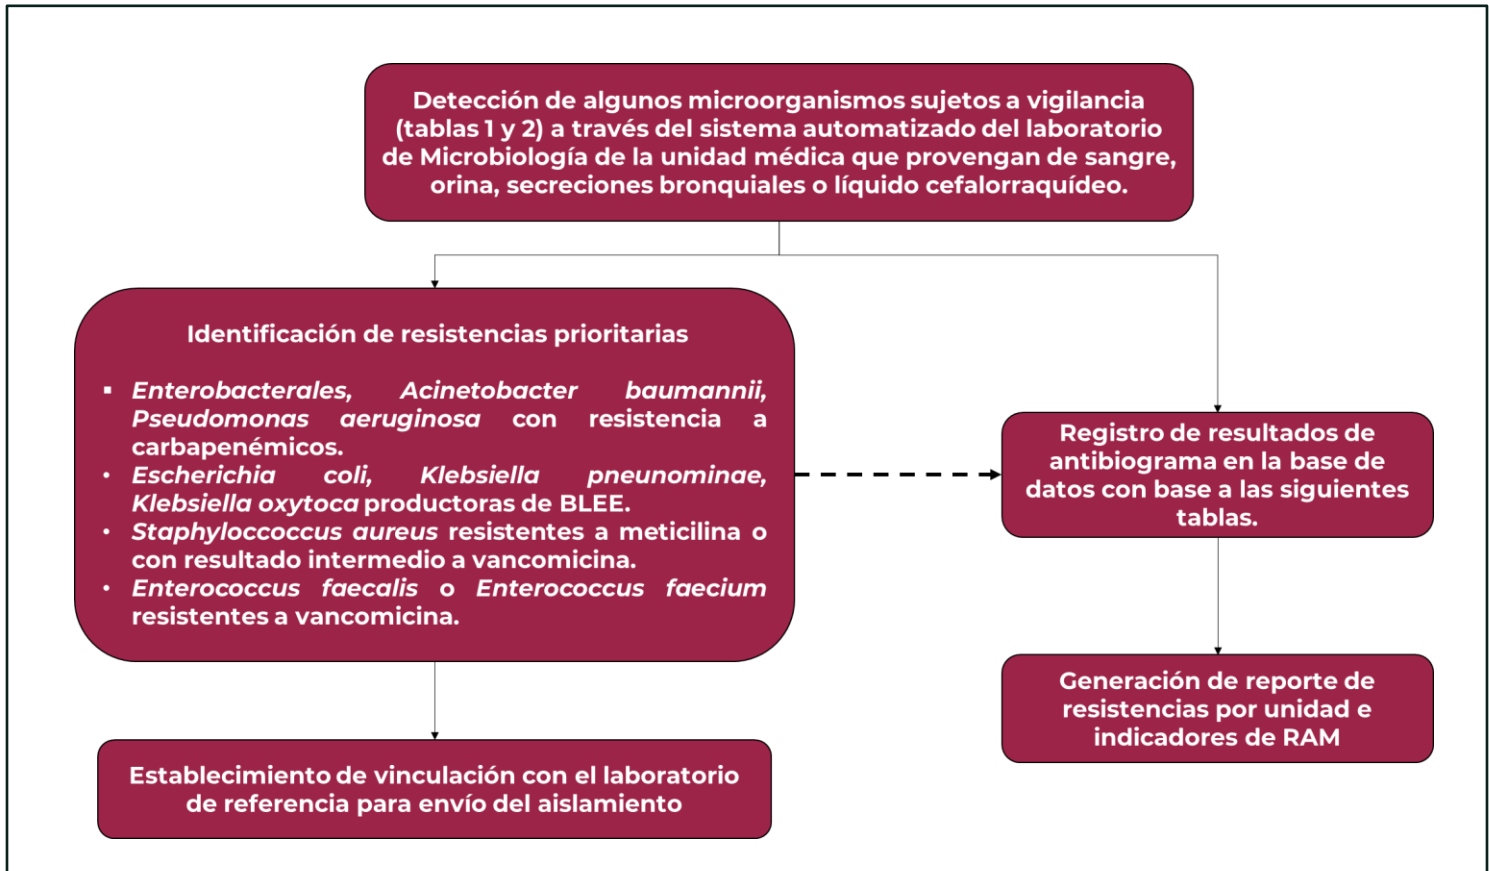 Detección de algunos microorganismos sujetos a vigilancia
(tablas 1 y 2) a través del sistema automatizado del laboratorio
de Microbiología de la unidad médica que provengan de sangre,
orina, secreciones bronquiales o líquido cefalorraquídeo.
Identificación de resistencias prioritarias
▪ Enterobacterales, Acinetobacter baumannii,
Pseudomonas aeruginosa con resistencia a
carbapenémicos.
• Escherichia coli, Klebsiella pneunominae,
Klebsiella oxytoca productoras de BLEE.
• Staphyloccoccus aureus resistentes a meticilina o
con resultado intermedio a vancomicina.
• Enterococcus faecalis o Enterococcus faecium
resistentes a vancomicina.
Registro de resultados de
antibiograma en la base de
datos con base a las siguientes
tablas.
Generación de reporte de
resistencias por unidad e
indicadores de RAM
Establecimiento de vinculación con el laboratorio
de referencia para envío del aislamiento